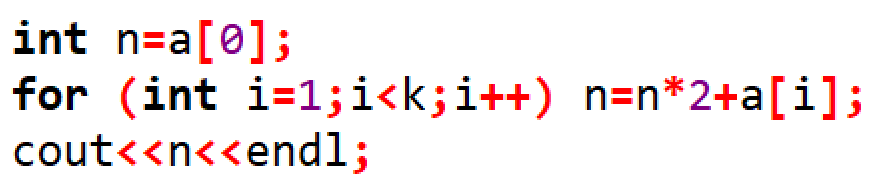 int n=a[0];
for (int i=1;i<k;i++) n=n*2+a[i];
cout<<n<<endl;